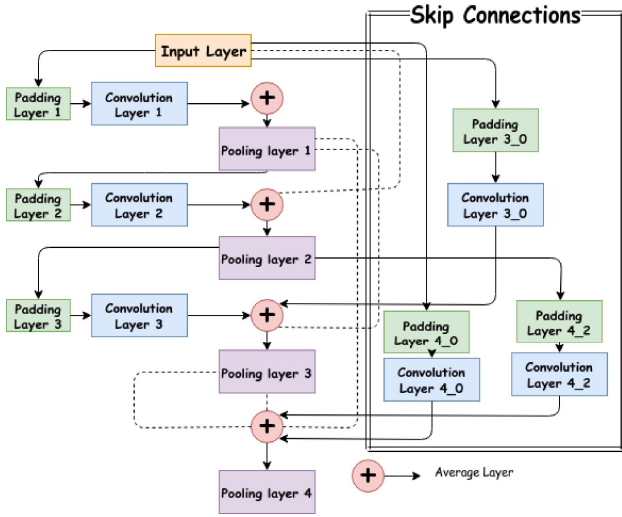 Skip Connections
Input Layer
Padding
Layer 1
Convolution
Layer 1
+
Pooling layer 1
Padding
Layer 3_0
Padding
Layer 2
Convolution
Layer 2
+
Convolution
Layer 3_0
Pooling layer 2
Padding
Layer 3
Convolution
Layer 3
+
Padding
Layer 4_0
Padding
Layer 4_2
Pooling layer 3
Convolution
Layer 4_0
Convolution
Layer 4_2
+
Pooling layer 4
+
Average Layer